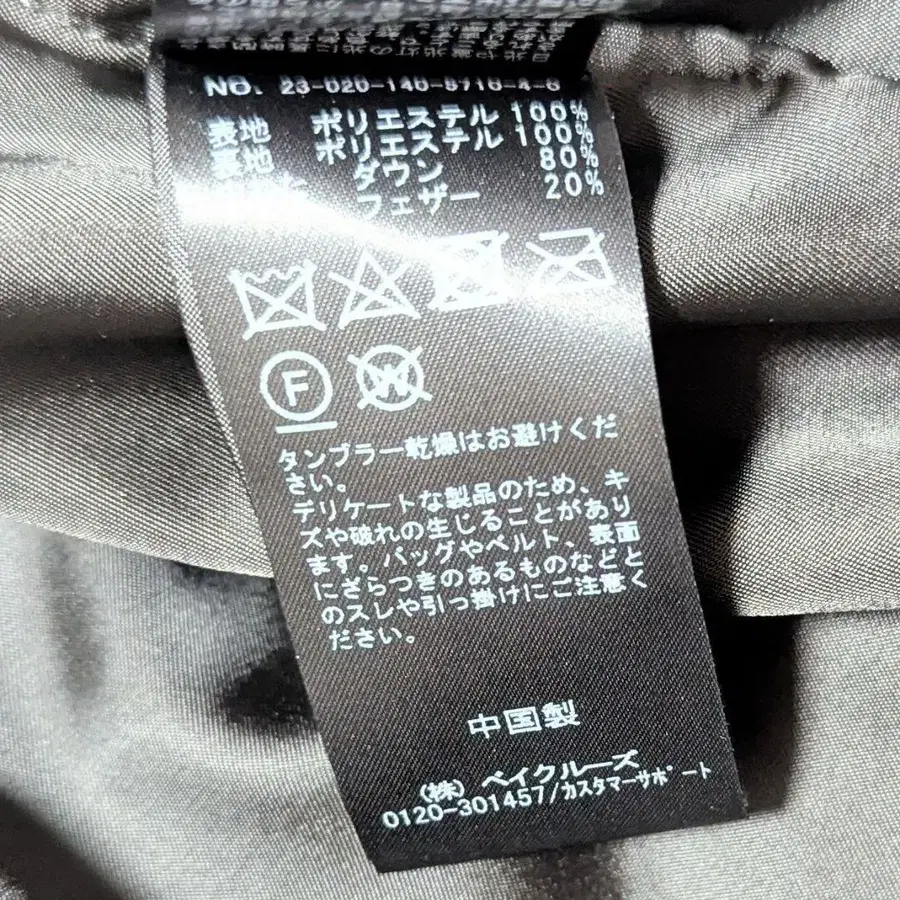 NO. 23-020-140-8710-4-6
表地 ポリエステル 100%
裏地 ポリエステル 100%
ダウン 80%
フェザー 20%
F
W
タンブラー乾燥はお避けくだ
さい。
デリケートな製品のため、キ
ズや破れの生じることがあり
ます。バッグやベルト、表面
にざらつきのあるものなどと
のスレや引っ掛けにご注意く
ださい。
中国製
(株) ベイクルーズ
0120-301457/カスタマーサポート